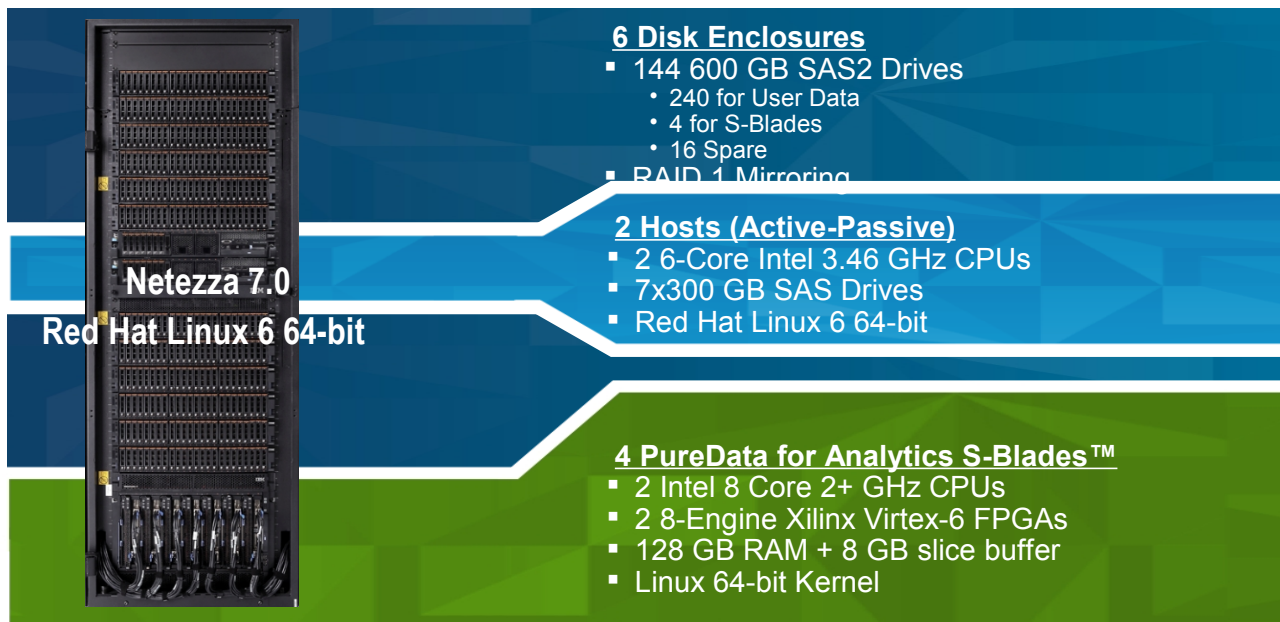 6 Disk Enclosures
▪ 144 600 GB SAS2 Drives
• 240 for User Data
• 4 for S-Blades
• 16 Spare
▪ RAID 1 Mirroring
2 Hosts (Active-Passive)
▪ 2 6-Core Intel 3.46 GHz CPUs
▪ 7x300 GB SAS Drives
▪ Red Hat Linux 6 64-bit
Netezza 7.0
Red Hat Linux 6 64-bit
4 PureData for Analytics S-Blades™
▪ 2 Intel 8 Core 2+ GHz CPUs
▪ 2 8-Engine Xilinx Virtex-6 FPGAs
▪ 128 GB RAM + 8 GB slice buffer
▪ Linux 64-bit Kernel